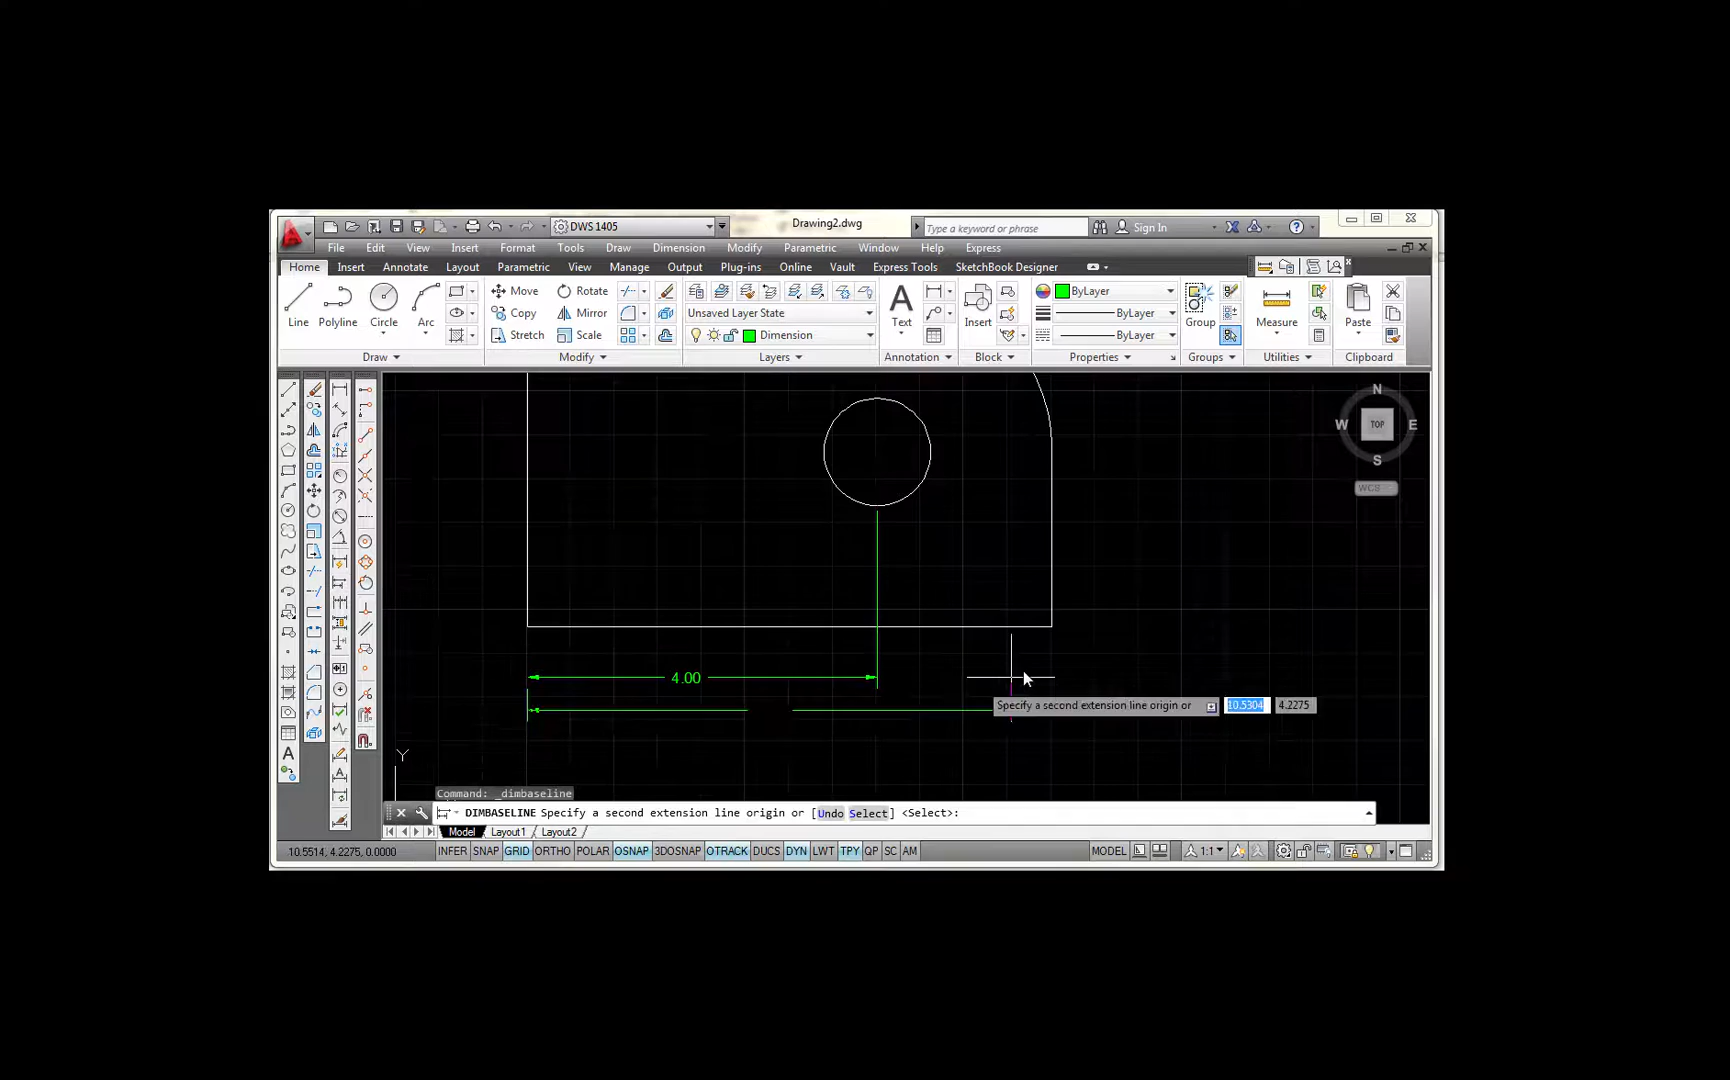 DWS 1405
Drawing2.dwg
Type a keyword or phrase
Sign In
File Edit View Insert Format Tools Draw Dimension Modify Parametric Window Help Express
Home Insert Annotate Layout Parametric View Manage Output Plug-ins Online Vault Express Tools SketchBook Designer
Move Rotate ByLayer
Unsaved Layer State
Line Polyline Circle Arc Copy Mirror Text Insert ByLayer Group Measure Paste
Stretch Scale Dimension ByLayer
Draw Modify Layers Annotation Block Properties Groups Utilities Clipboard
N
W TOP E
S
WCS
4.00
Specify a second extension line origin or 10.5304 4.2275
Y
Command: _dimbaseline
DIMBASELINE Specify a second extension line origin or [Undo Select] <Select>:
Model Layout1 Layout2
10.5514, 4.2275, 0.0000 INFER SNAP GRID ORTHO POLAR OSNAP 3DOSNAP OTRACK DUCS DYN LWT TPY QP SC AM MODEL 1:1